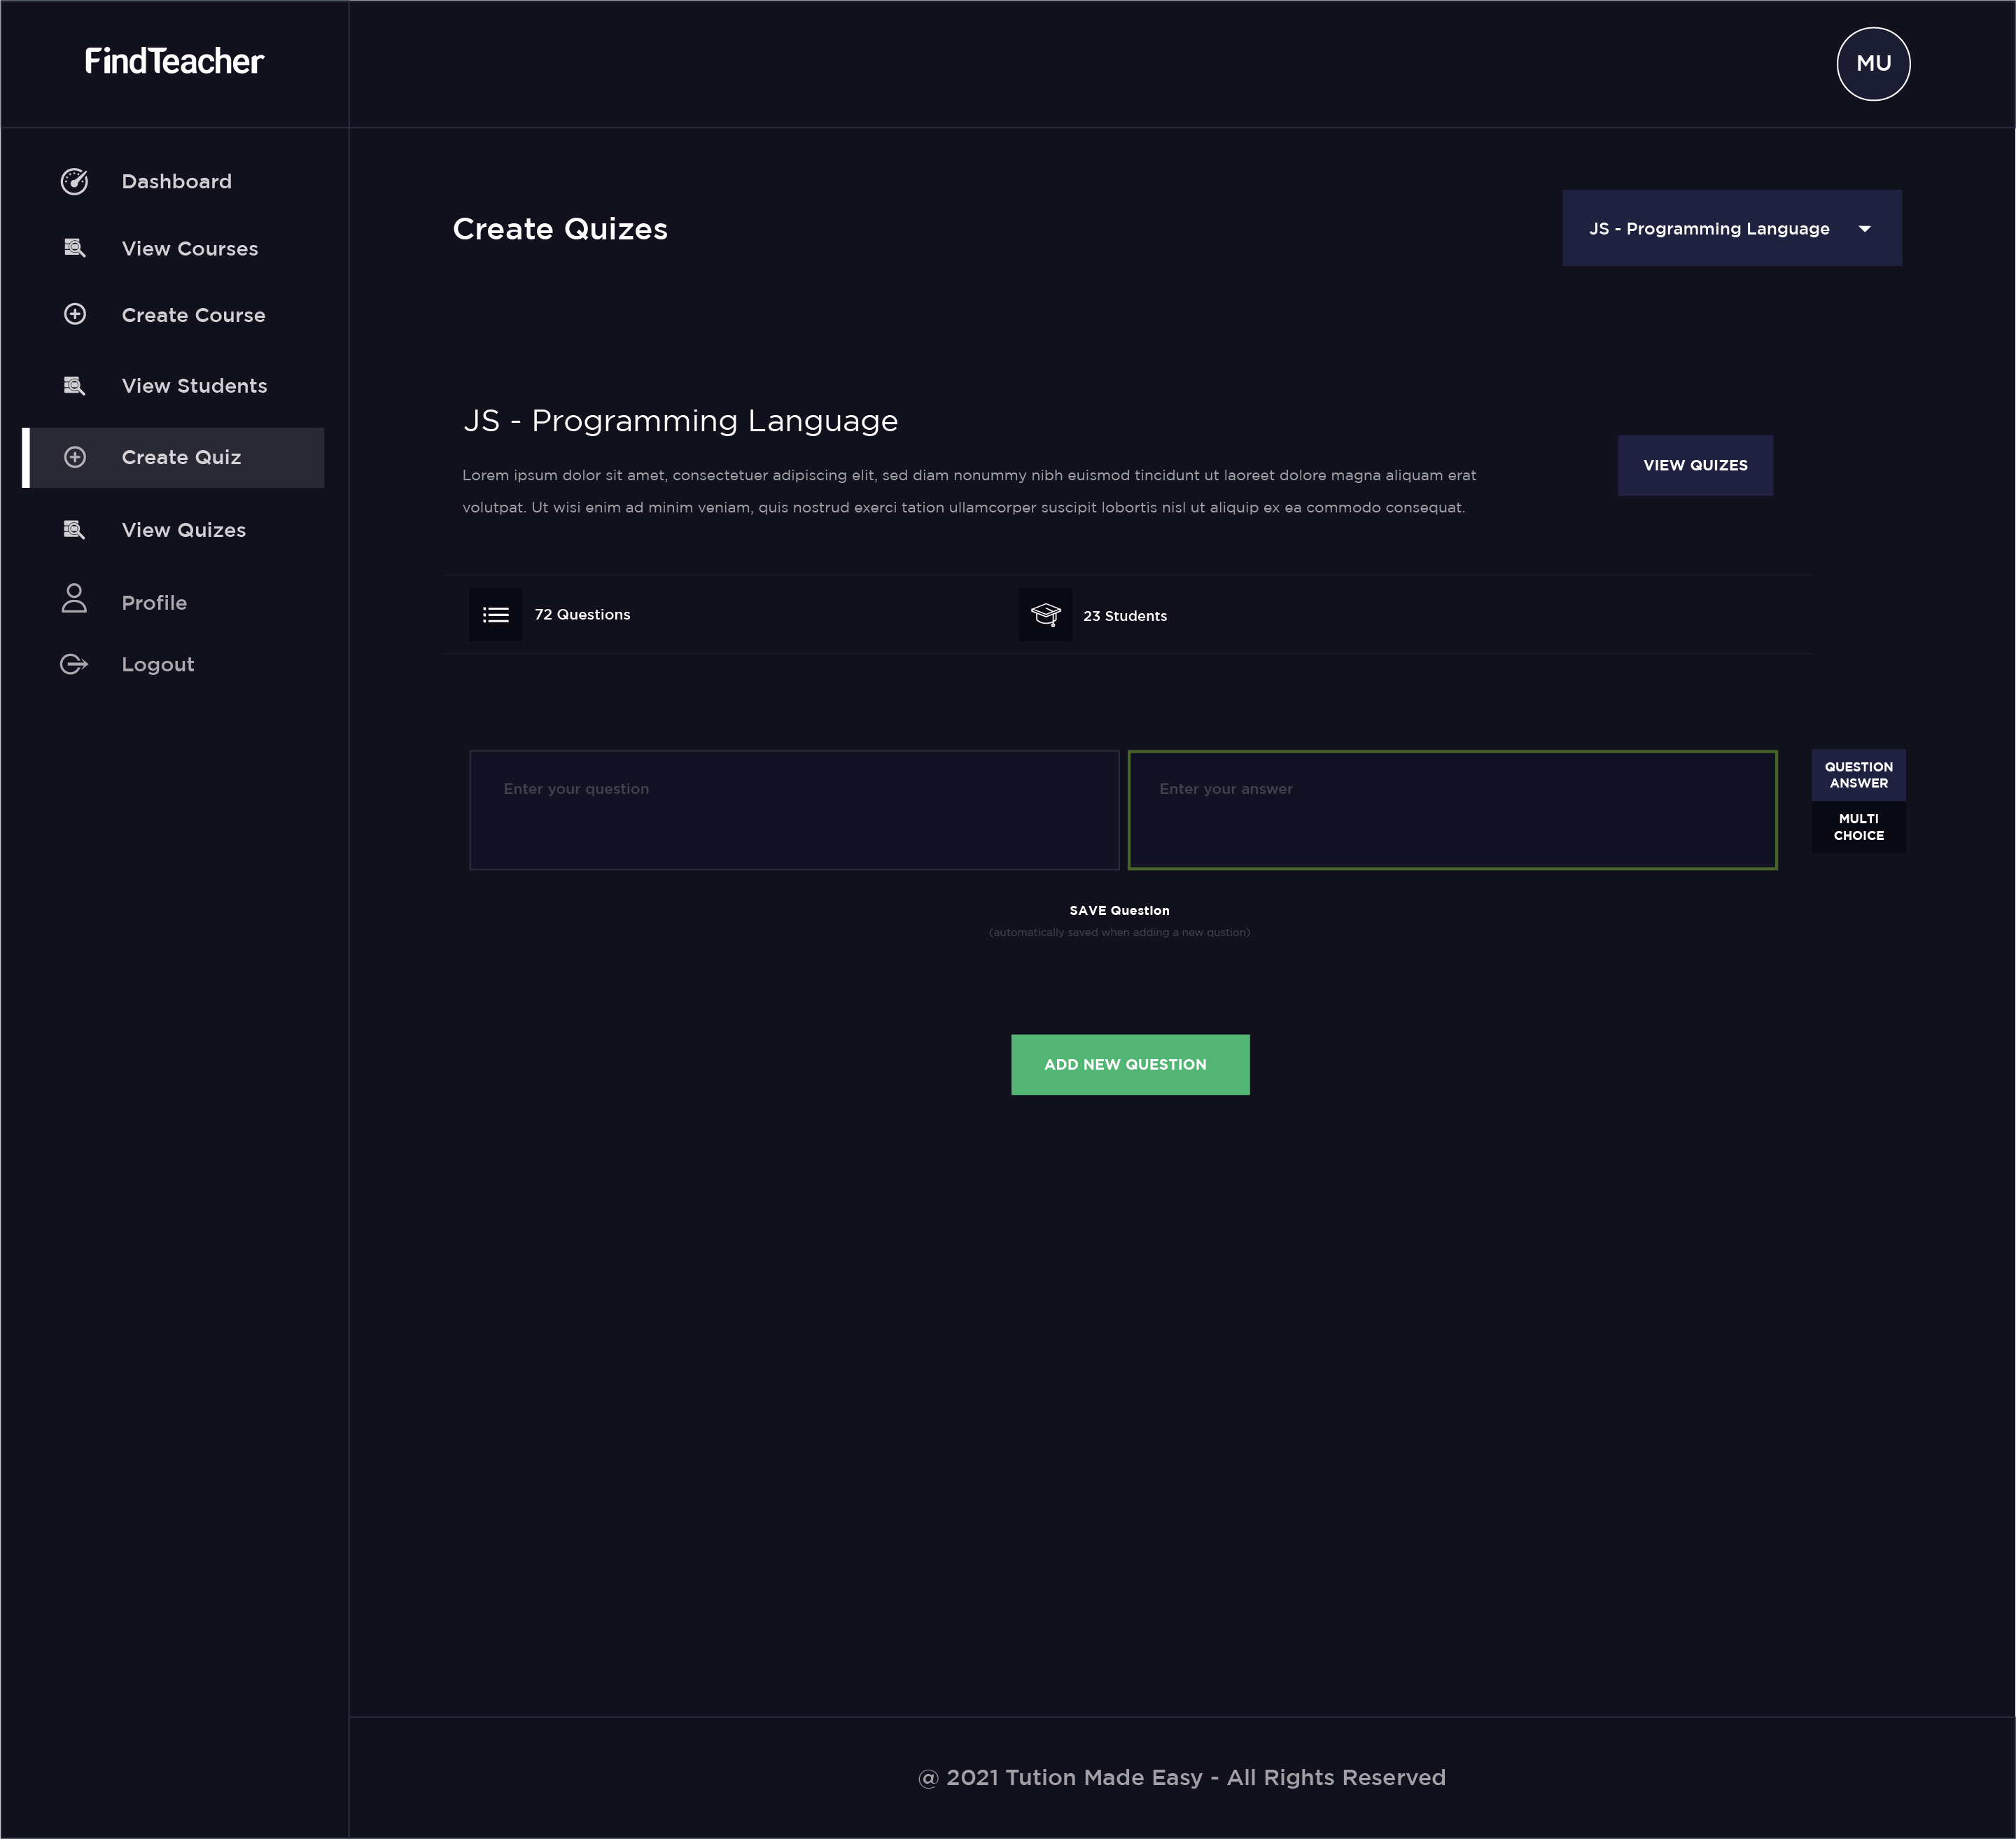 FindTeacher
MU
Dashboard
View Courses
Create Course
View Students
Create Quiz
View Quizes
Profile
Logout
Create Quizes
JS - Programming Language
JS - Programming Language
Lorem ipsum dolor sit amet, consectetuer adipiscing elit, sed diam nonummy nibh euismod tincidunt ut laoreet dolore magna aliquam erat
volutpat. Ut wisi enim ad minim veniam, quis nostrud exerci tation ullamcorper suscipit lobortis nisl ut aliquip ex ea commodo consequat.
VIEW QUIZES
72 Questions
23 Students
Enter your question
Enter your answer
QUESTION
ANSWER
MULTI
CHOICE
SAVE Question
(automatically saved when adding a new qustion)
ADD NEW QUESTION
@ 2021 Tution Made Easy - All Rights Reserved